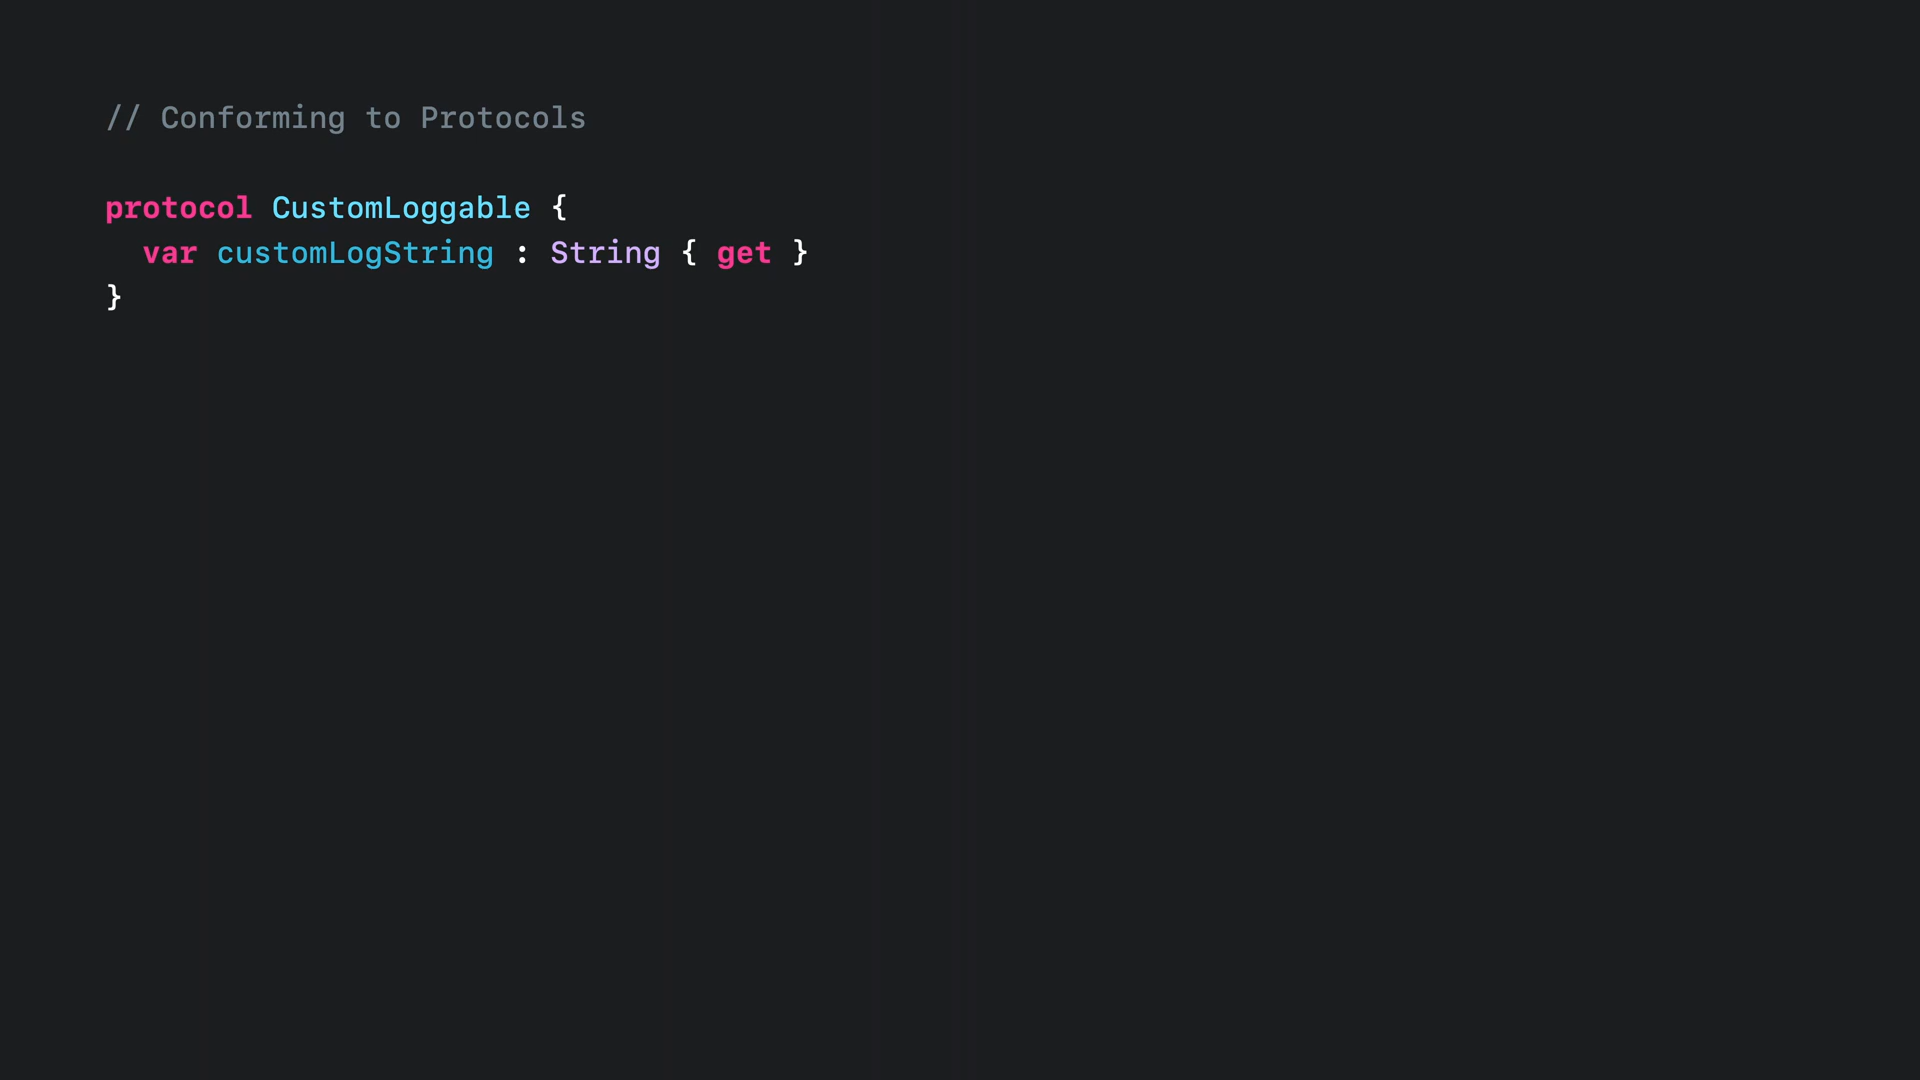 // Conforming to Protocols
protocol CustomLoggable {
  var customLogString : String { get }
}